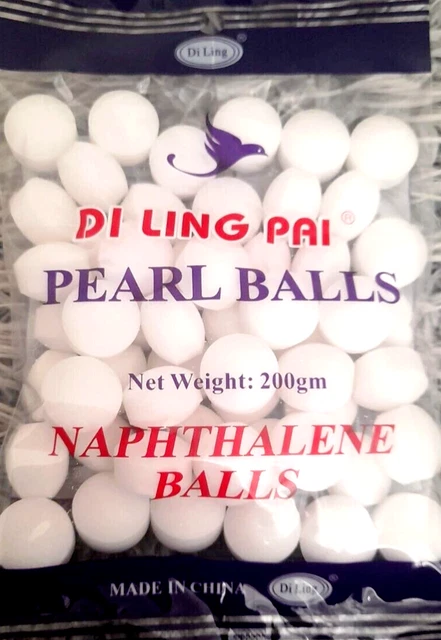 Di Ling
DI LING PAI®
PEARL BALLS
Net Weight: 200gm
NAPHTHALENE
BALLS
MADE IN CHINA Di Ling